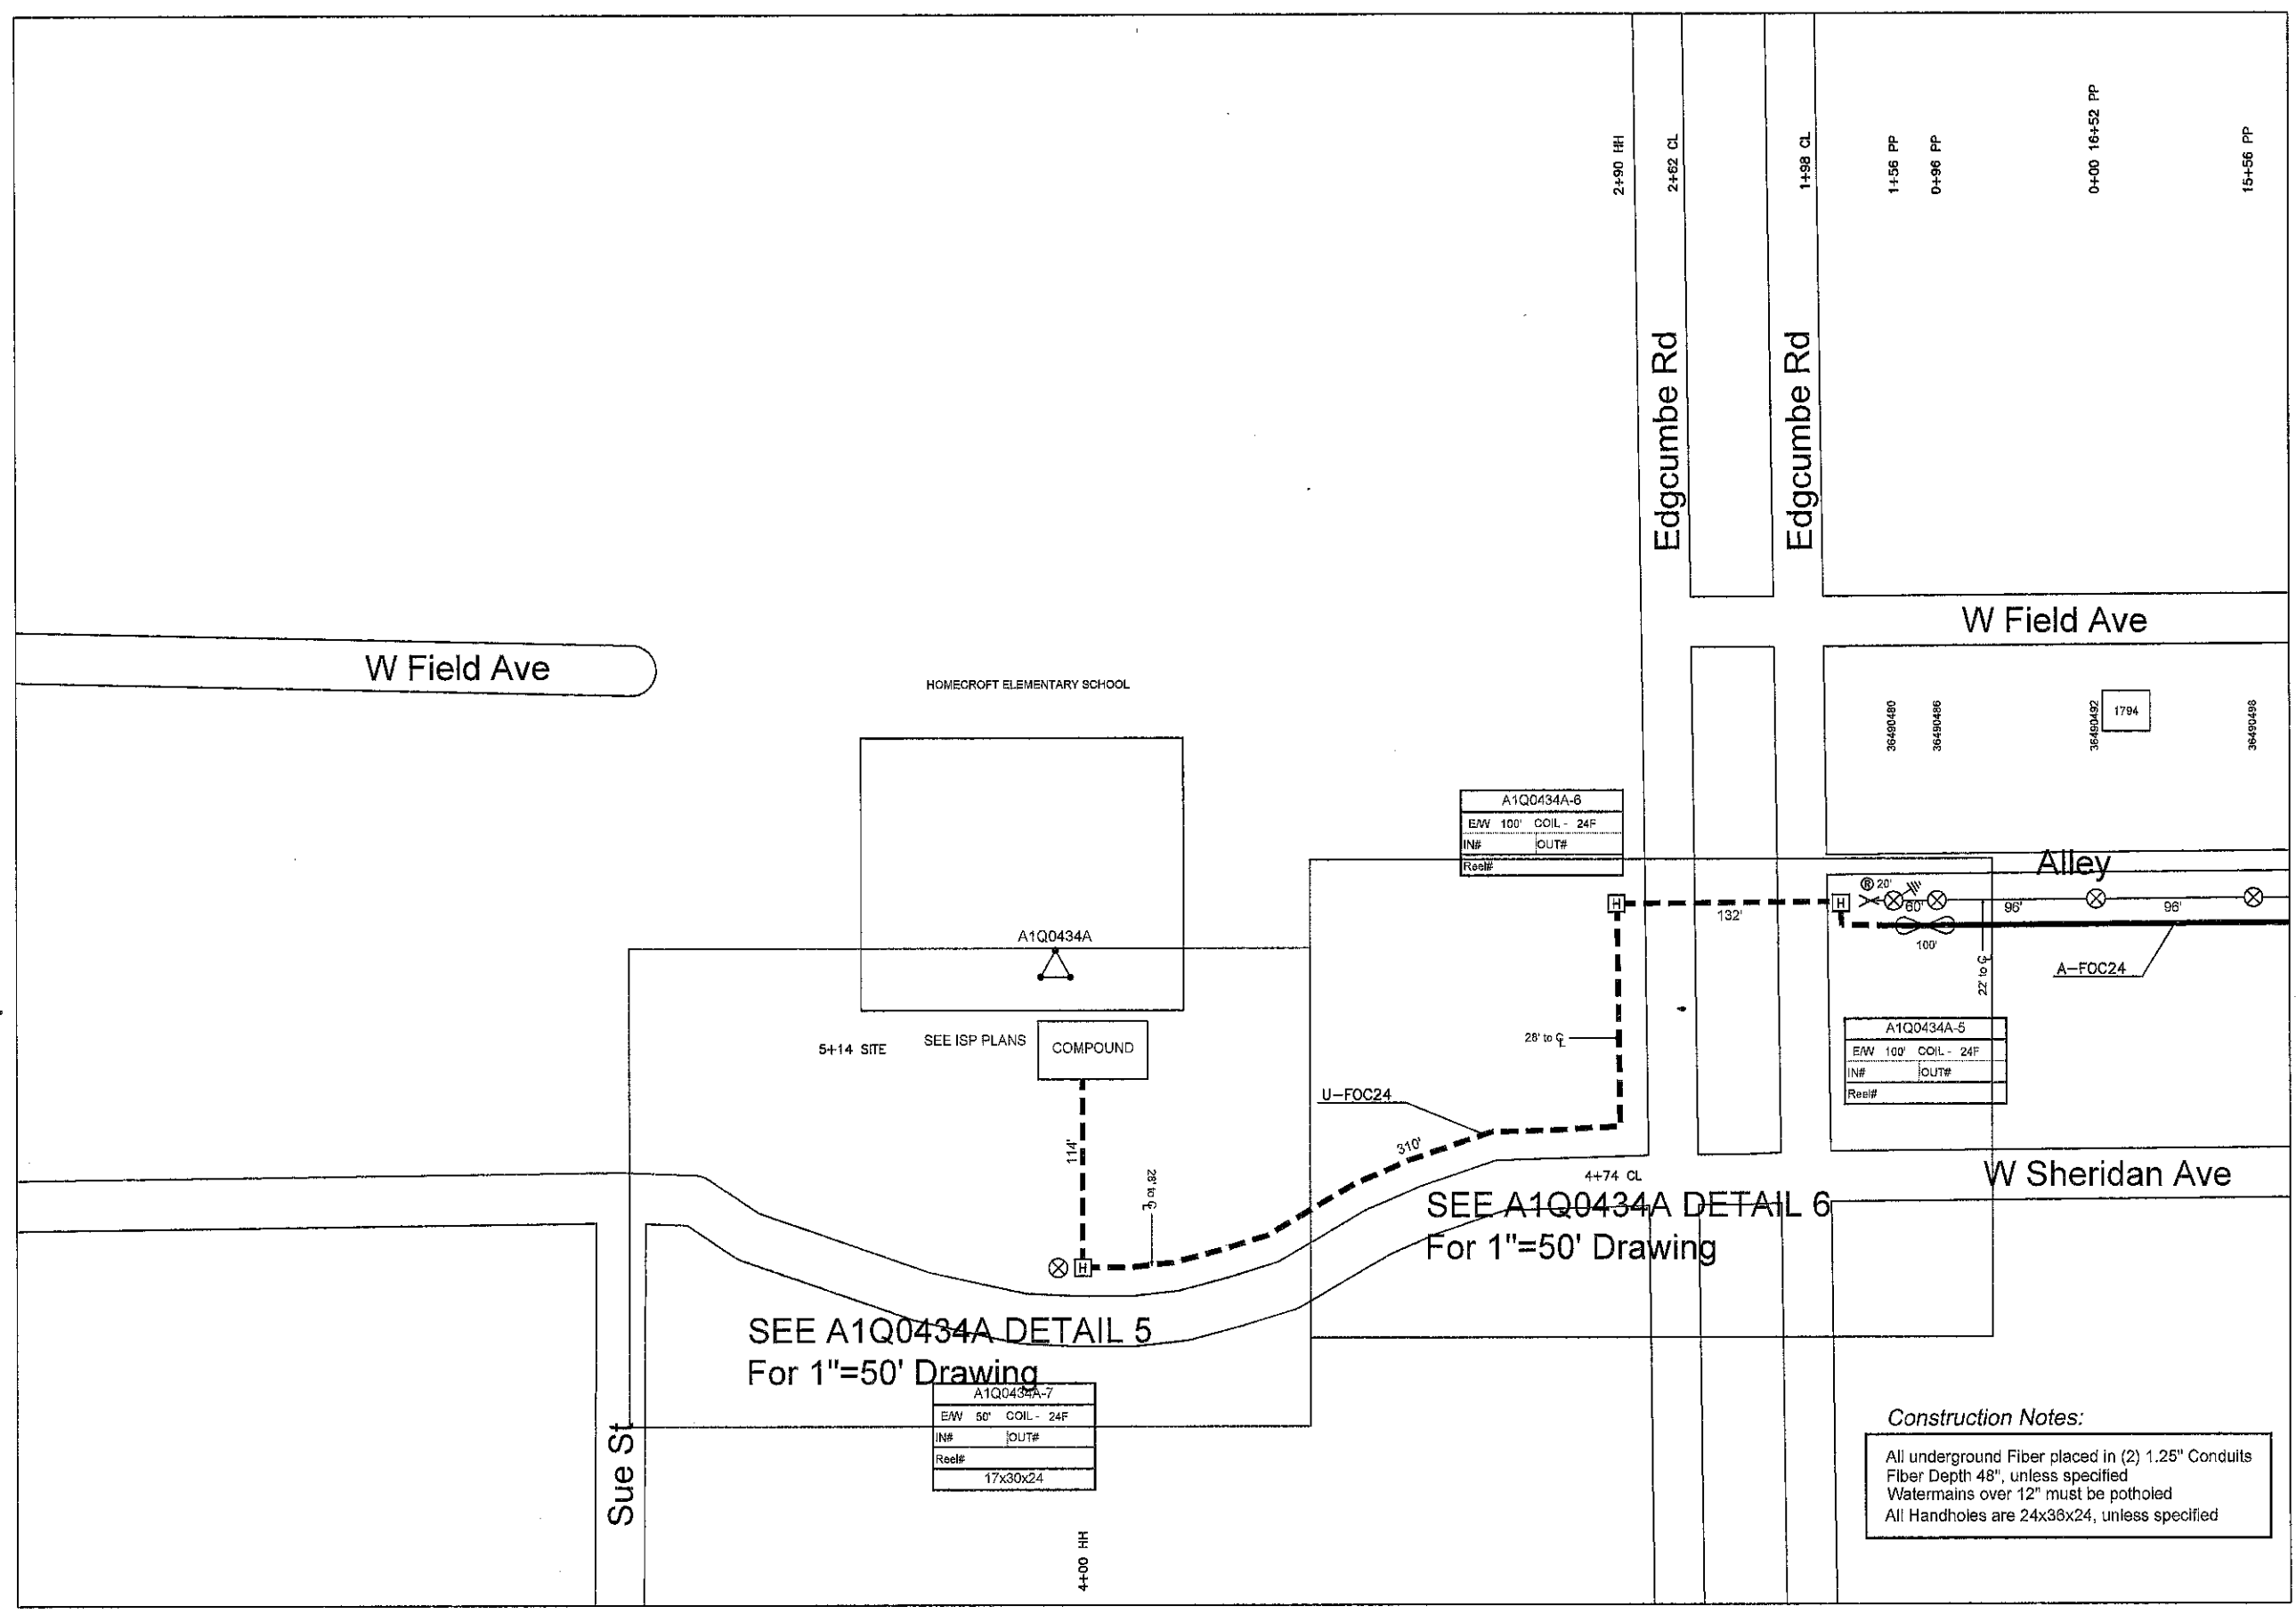 2+90 HH
2+62 CL
1+98 CL
1+56 PP
0+96 PP
0+00 16+52 PP
15+56 PP
Edgcumbe Rd
Edgcumbe Rd
W Field Ave
W Field Ave
HOMECROFT ELEMENTARY SCHOOL
36490480
36490486
36490492
1794
36490498
A1Q0434A-6
E/W 100' COIL - 24F
IN# OUT#
Reel#
Alley
Ⓡ 20'
H
132'
H
60'
96'
96'
100'
A1Q0434A
22' to ℄
A-FOC24
5+14 SITE
SEE ISP PLANS
COMPOUND
28' to ℄
A1Q0434A-5
E/W 100' COIL - 24F
IN# OUT#
Reel#
U-FOC24
114'
310'
28' to ℄
4+74 CL
W Sheridan Ave
SEE A1Q0434A DETAIL 6
For 1"=50' Drawing
H
SEE A1Q0434A DETAIL 5
For 1"=50' Drawing
A1Q0434A-7
E/W 50' COIL - 24F
IN# OUT#
Reel#
17x30x24
Sue St
4+00 HH
Construction Notes:
All underground Fiber placed in (2) 1.25" Conduits
Fiber Depth 48", unless specified
Watermains over 12" must be potholed
All Handholes are 24x36x24, unless specified